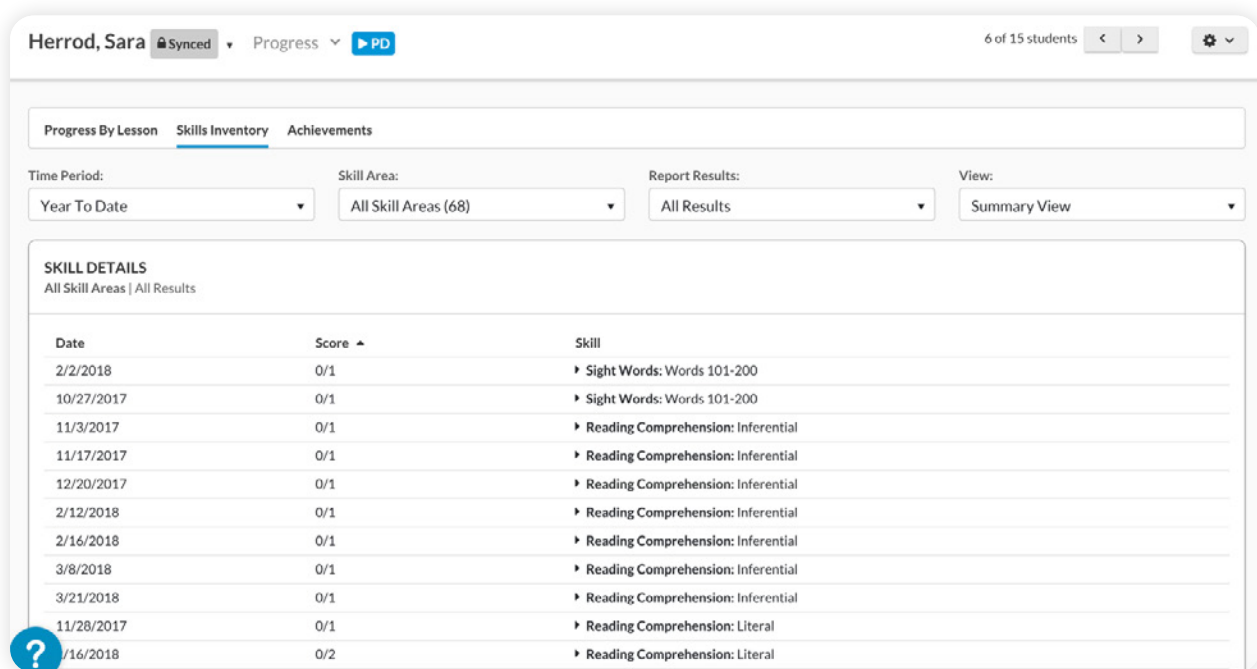 Herrod, Sara Synced Progress PD 6 of 15 students
Progress By Lesson Skills Inventory Achievements
Time Period: Skill Area: Report Results: View:
Year To Date All Skill Areas (68) All Results Summary View
SKILL DETAILS
All Skill Areas | All Results
Date Score Skill
2/2/2018 0/1 Sight Words: Words 101-200
10/27/2017 0/1 Sight Words: Words 101-200
11/3/2017 0/1 Reading Comprehension: Inferential
11/17/2017 0/1 Reading Comprehension: Inferential
12/20/2017 0/1 Reading Comprehension: Inferential
2/12/2018 0/1 Reading Comprehension: Inferential
2/16/2018 0/1 Reading Comprehension: Inferential
3/8/2018 0/1 Reading Comprehension: Inferential
3/21/2018 0/1 Reading Comprehension: Inferential
11/28/2017 0/1 Reading Comprehension: Literal
? /16/2018 0/2 Reading Comprehension: Literal